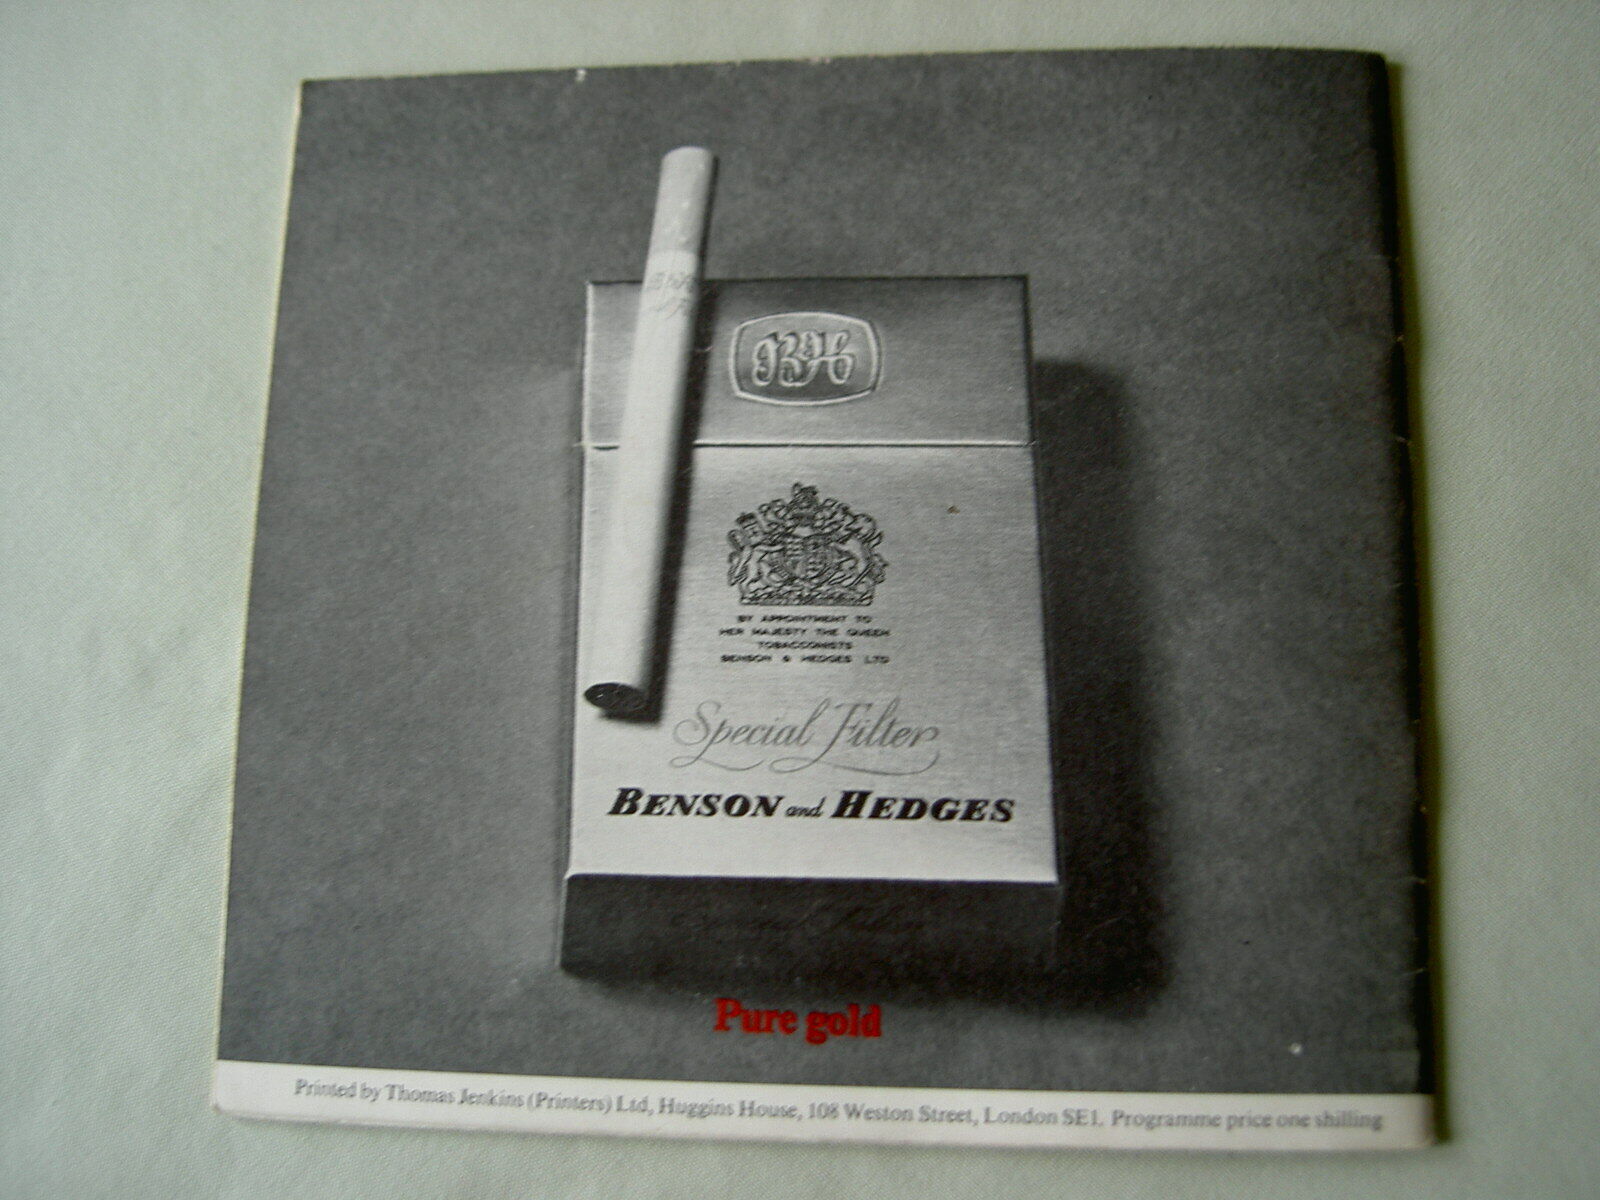 BH
BY APPOINTMENT TO
HER MAJESTY THE QUEEN
TOBACCONISTS
BENSON & HEDGES LTD
Special Filter
BENSON and HEDGES
Pure gold
Printed by Thomas Jenkins (Printers) Ltd, Huggins House, 108 Weston Street, London SE1. Programme price one shilling